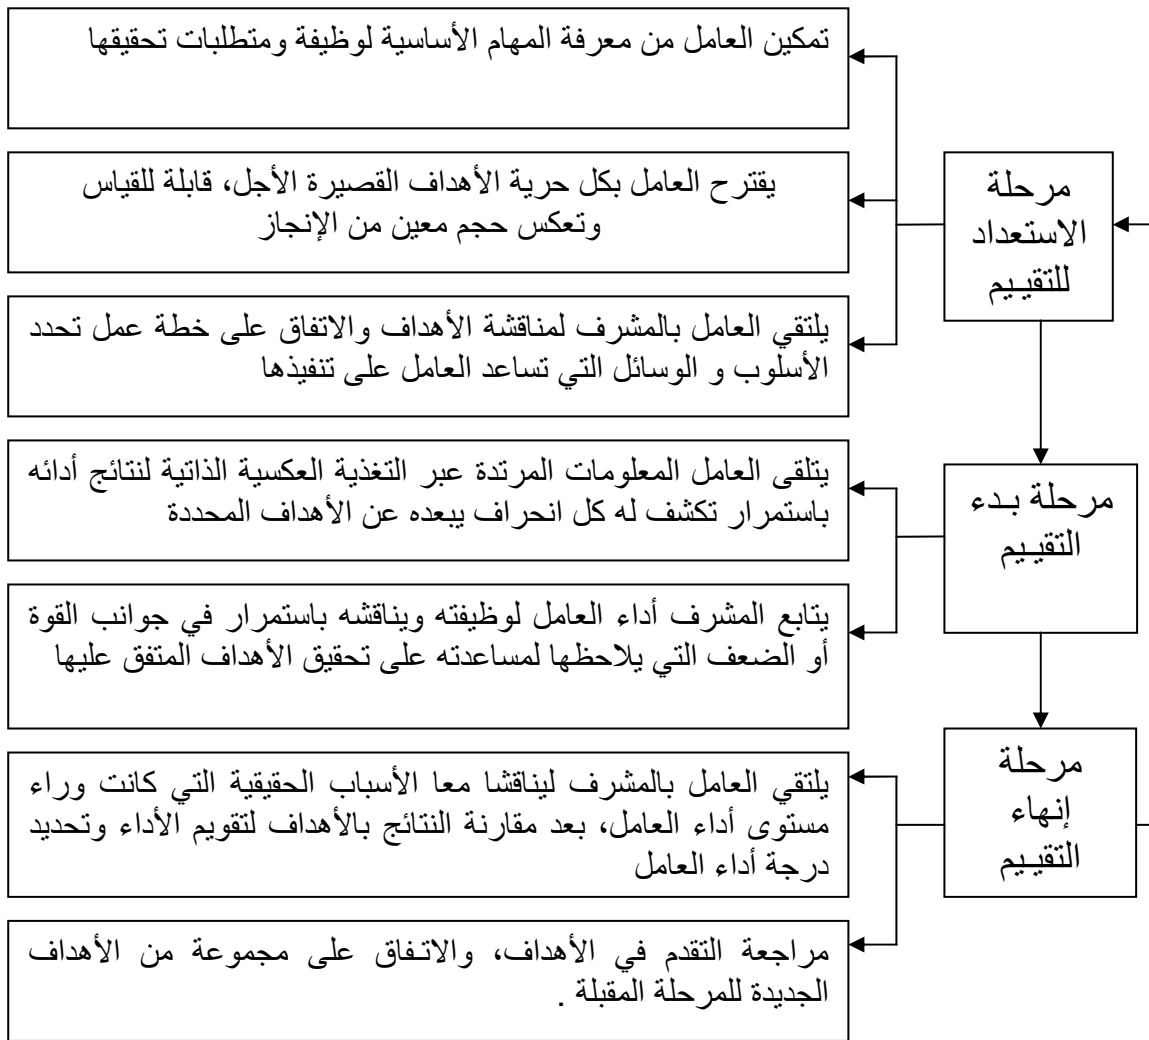 تمكين العامل من معرفة المهام الأساسية لوظيفة ومتطلبات تحقيقها
يقترح العامل بكل حرية الأهداف القصيرة الأجل، قابلة للقياس
وتعكس حجم معين من الإنجاز
مرحلة
الاستعداد
للتقييم
يلتقي العامل بالمشرف لمناقشة الأهداف والاتفاق على خطة عمل تحدد
الأسلوب و الوسائل التي تساعد العامل على تنفيذها
مرحلة بدء
التقييم
يتلقى العامل المعلومات المرتدة عبر التغذية العكسية الذاتية لنتائج أدائه
باستمرار تكشف له كل انحراف يبعده عن الأهداف المحددة
يتابع المشرف أداء العامل لوظيفته ويناقشه باستمرار في جوانب القوة
أو الضعف التي يلاحظها لمساعدته على تحقيق الأهداف المتفق عليها
مرحلة
إنهاء
التقييم
يلتقي العامل بالمشرف ليناقشا معا الأسباب الحقيقية التي كانت وراء
مستوى أداء العامل، بعد مقارنة النتائج بالأهداف لتقويم الأداء وتحديد
درجة أداء العامل
مراجعة التقدم في الأهداف، والاتفاق على مجموعة من الأهداف
الجديدة للمرحلة المقبلة .